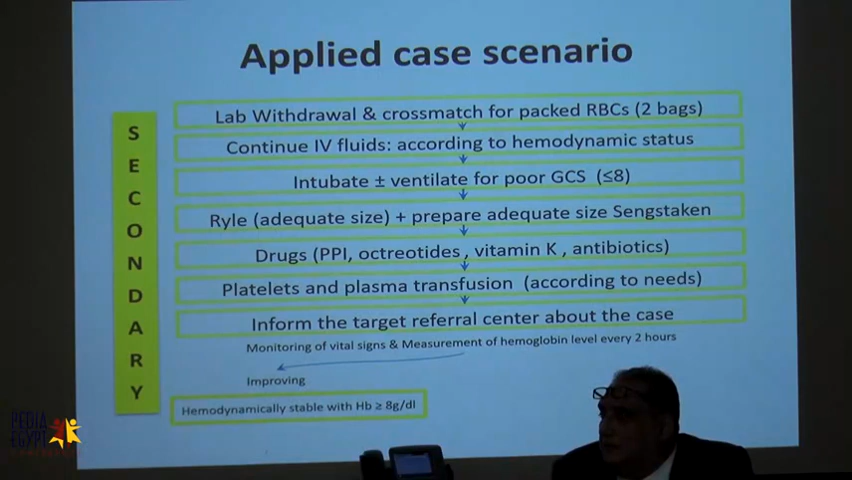 Applied case scenario
SECONDARY
Lab Withdrawal & crossmatch for packed RBCs (2 bags)
Continue IV fluids: according to hemodynamic status
Intubate ± ventilate for poor GCS (≤8)
Ryle (adequate size) + prepare adequate size Sengstaken
Drugs (PPI, octreotides, vitamin K , antibiotics)
Platelets and plasma transfusion (according to needs)
Inform the target referral center about the case
Monitoring of vital signs & Measurement of hemoglobin level every 2 hours
Improving
Hemodynamically stable with Hb ≥ 8g/dl
PEDIA
EGYPT